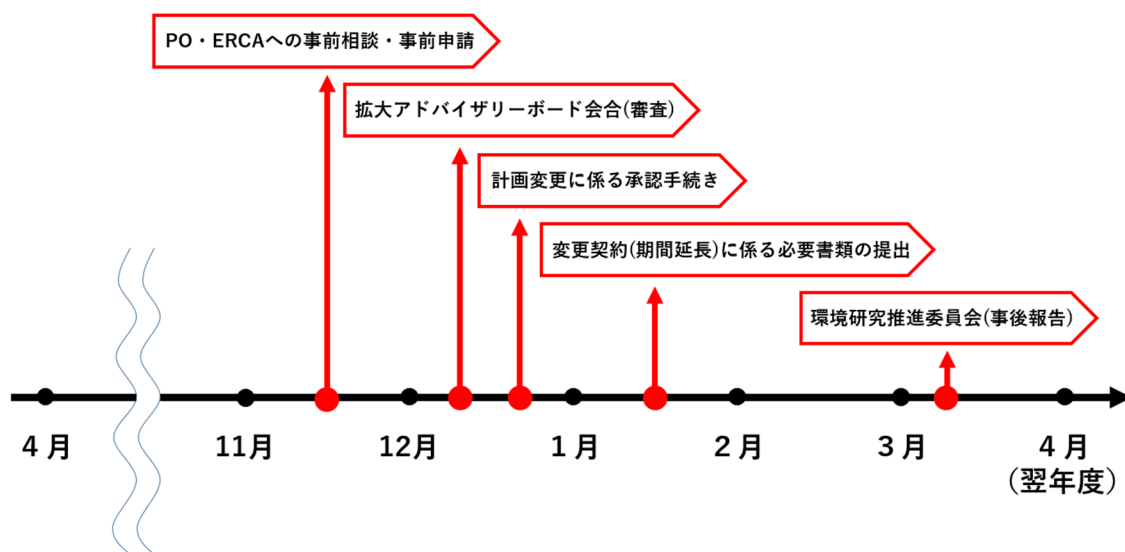 PO・ERCAへの事前相談・事前申請
拡大アドバイザリーボード会合(審査)
計画変更に係る承認手続き
変更契約(期間延長)に係る必要書類の提出
環境研究推進委員会(事後報告)
4月 11月 12月 1月 2月 3月 4月
(翌年度)